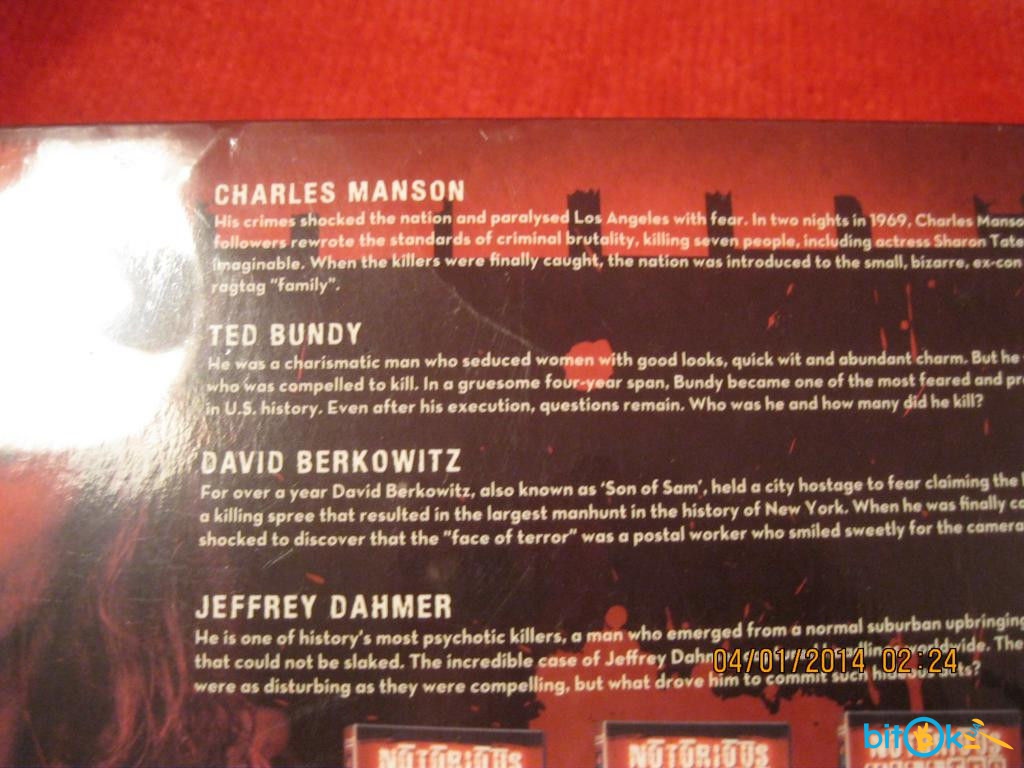 CHARLES MANSON
His crimes shocked the nation and paralysed Los Angeles with fear. In two nights in 1969, Charles Manso
followers rewrote the standards of criminal brutality, killing seven people, including actress Sharon Tate
imaginable. When the killers were finally caught, the nation was introduced to the small, bizarre, ex-con
ragtag "family".
TED BUNDY
He was a charismatic man who seduced women with good looks, quick wit and abundant charm. But he
who was compelled to kill. In a gruesome four-year span, Bundy became one of the most feared and pr
in U.S. history. Even after his execution, questions remain. Who was he and how many did he kill?
DAVID BERKOWITZ
For over a year David Berkowitz, also known as 'Son of Sam', held a city hostage to fear claiming the
a killing spree that resulted in the largest manhunt in the history of New York. When he was finally ca
shocked to discover that the "face of terror" was a postal worker who smiled sweetly for the camera
JEFFREY DAHMER
He is one of history's most psychotic killers, a man who emerged from a normal suburban upbringing
that could not be slaked. The incredible case of Jeffrey Dahm The
were as disturbing as they were compelling, but what drove him to commit such acts?
04/01/2014 02:24
NOTORIOUS NOTORIOUS NOTORIOUS
bitOk